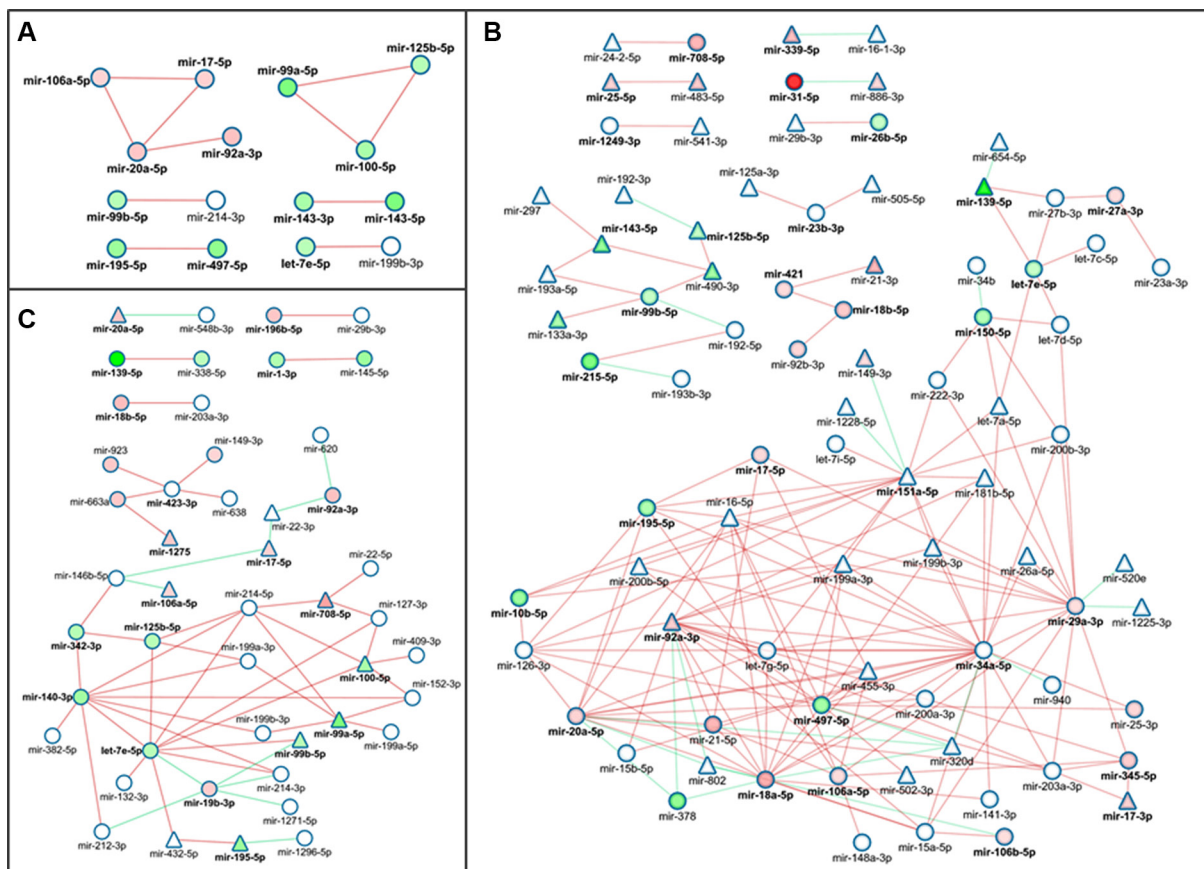 A
mir-125b-5p
mir-17-5p
mir-99a-5p
mir-106a-5p
mir-92a-3p
mir-20a-5p
mir-100-5p
mir-99b-5p
mir-214-3p
mir-143-3p
mir-143-5p
mir-195-5p
mir-497-5p
let-7e-5p
mir-199b-3p
C
mir-20a-5p
mir-548b-3p
mir-196b-5p
mir-29b-3p
mir-139-5p
mir-338-5p
mir-1-3p
mir-145-5p
mir-18b-5p
mir-203a-3p
mir-923
mir-149-3p
mir-620
mir-663a
mir-423-3p
mir-638
mir-92a-3p
mir-22-3p
mir-1275
mir-17-5p
mir-22-5p
mir-146b-5p
mir-106a-5p
mir-214-5p
mir-708-5p
mir-127-3p
mir-342-3p
mir-125b-5p
mir-199a-3p
mir-409-3p
mir-100-5p
mir-140-3p
mir-152-3p
mir-382-5p
mir-199b-3p
mir-99a-5p
mir-199a-5p
let-7e-5p
mir-99b-5p
mir-132-3p
mir-19b-3p
mir-214-3p
mir-1271-5p
mir-212-3p
mir-432-5p
mir-195-5p
mir-1296-5p
B
mir-24-2-5p
mir-708-5p
mir-339-5p
mir-16-1-3p
mir-25-5p
mir-483-5p
mir-31-5p
mir-886-3p
mir-1249-3p
mir-541-3p
mir-29b-3p
mir-26b-5p
mir-654-5p
mir-125a-3p
mir-192-3p
mir-505-5p
mir-139-5p
mir-27b-3p
mir-27a-3p
mir-297
mir-143-5p
mir-125b-5p
mir-23b-3p
let-7c-5p
mir-23a-3p
mir-193a-5p
mir-490-3p
mir-421
mir-21-3p
mir-34b
let-7e-5p
mir-99b-5p
mir-18b-5p
mir-133a-3p
mir-192-5p
mir-150-5p
let-7d-5p
mir-215-5p
mir-193b-3p
mir-92b-3p
mir-149-3p
mir-222-3p
mir-1228-5p
let-7a-5p
let-7i-5p
mir-200b-3p
mir-17-5p
mir-151a-5p
mir-181b-5p
mir-195-5p
mir-16-5p
mir-200b-5p
mir-199a-3p
mir-199b-3p
mir-26a-5p
mir-520e
mir-10b-5p
mir-92a-3p
mir-29a-3p
mir-1225-3p
mir-126-3p
let-7g-5p
mir-34a-5p
mir-455-3p
mir-940
mir-497-5p
mir-200a-3p
mir-20a-5p
mir-21-5p
mir-25-3p
mir-15b-5p
mir-802
mir-320d
mir-345-5p
mir-18a-5p
mir-106a-5p
mir-502-3p
mir-203a-3p
mir-378
mir-141-3p
mir-17-3p
mir-148a-3p
mir-15a-5p
mir-106b-5p